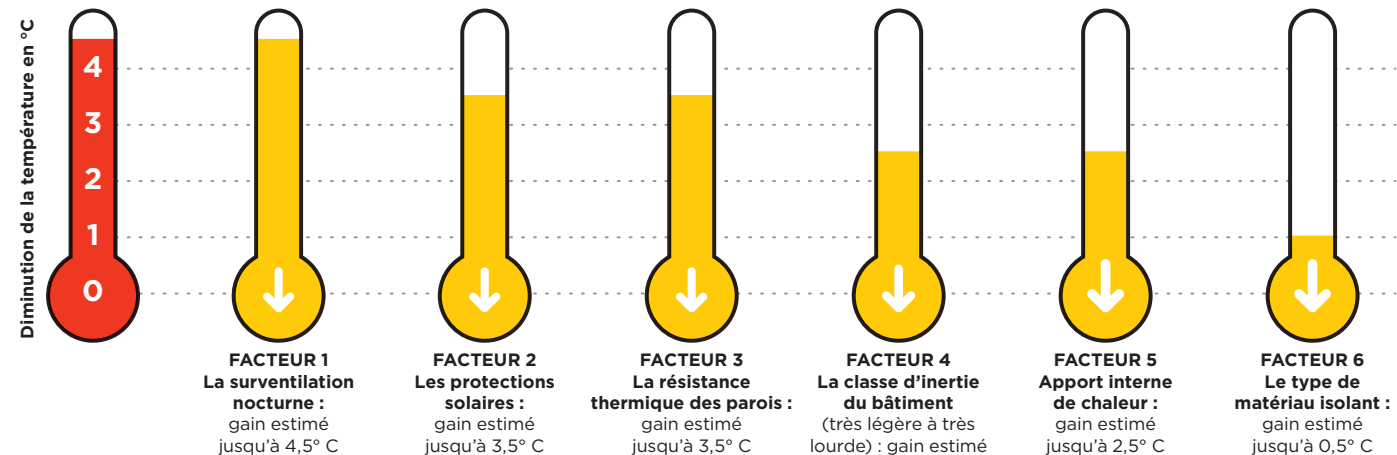 Diminution de la température en °C
4
3
2
1
0
FACTEUR 1
La surventilation
nocturne :
gain estimé
jusqu'à 4,5° C
FACTEUR 2
Les protections
solaires :
gain estimé
jusqu'à 3,5° C
FACTEUR 3
La résistance
thermique des parois :
gain estimé
jusqu'à 3,5° C
FACTEUR 4
La classe d'inertie
du bâtiment
(très légère à très
lourde) : gain estimé
FACTEUR 5
Apport interne
de chaleur :
gain estimé
jusqu'à 2,5° C
FACTEUR 6
Le type de
matériau isolant :
gain estimé
jusqu'à 0,5° C